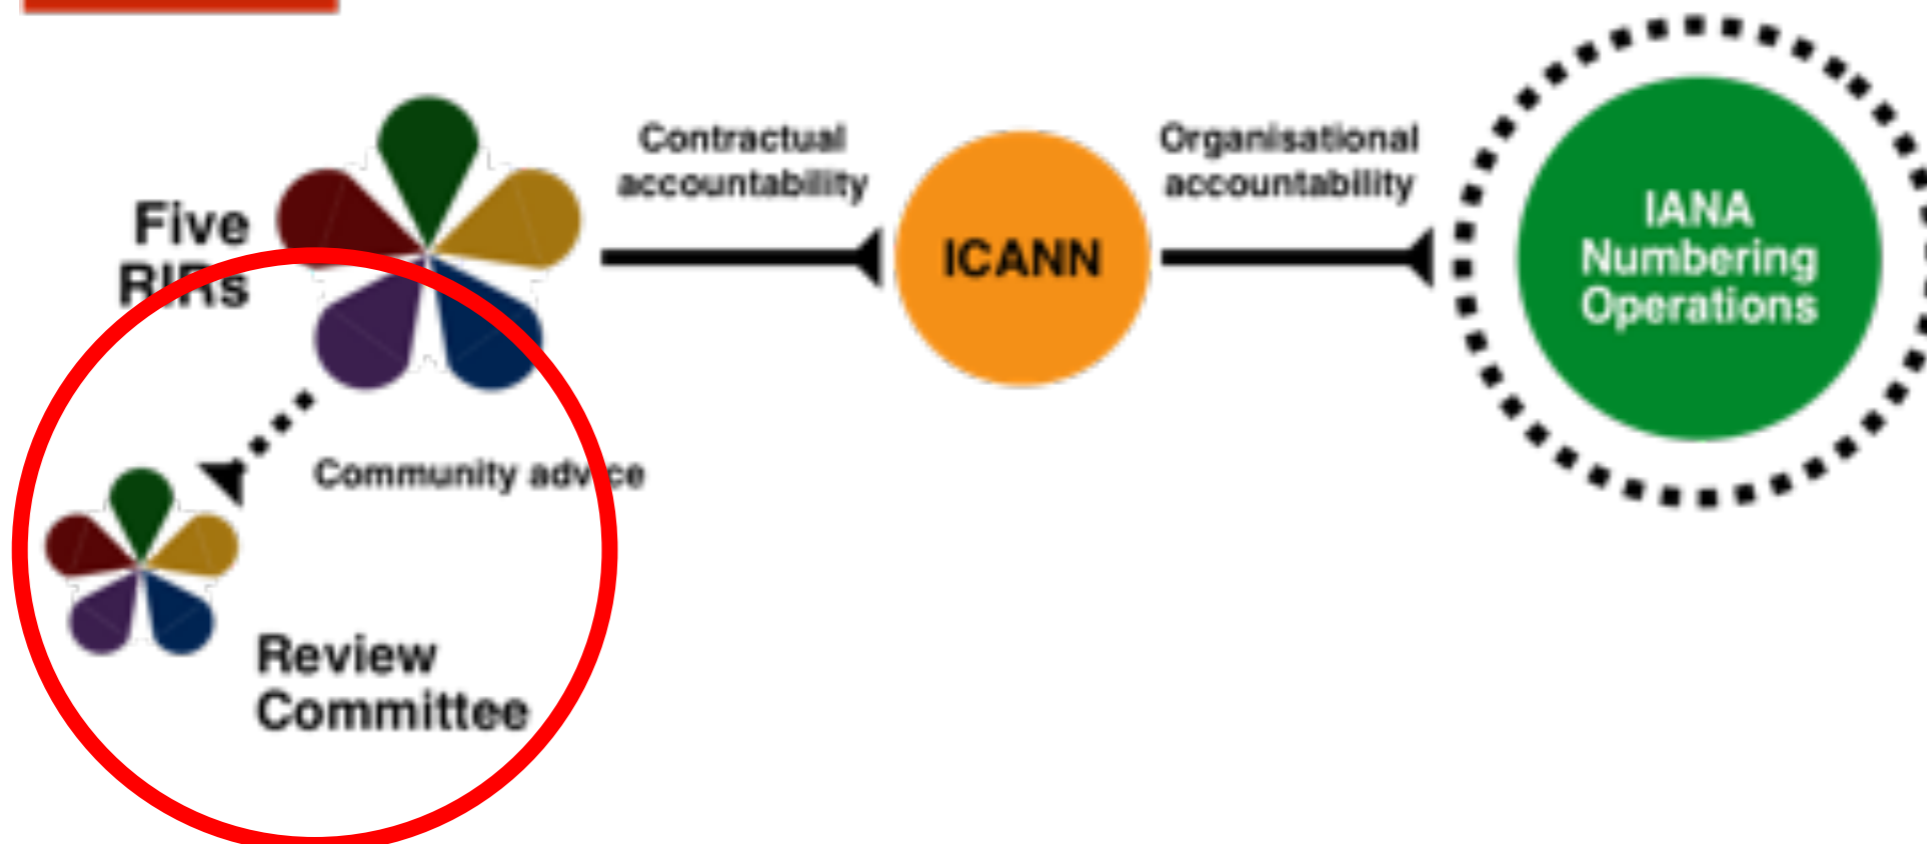 Five
RIRs
Contractual
accountability
ICANN
Organisational
accountability
IANA
Numbering
Operations
Community advice
Review
Committee